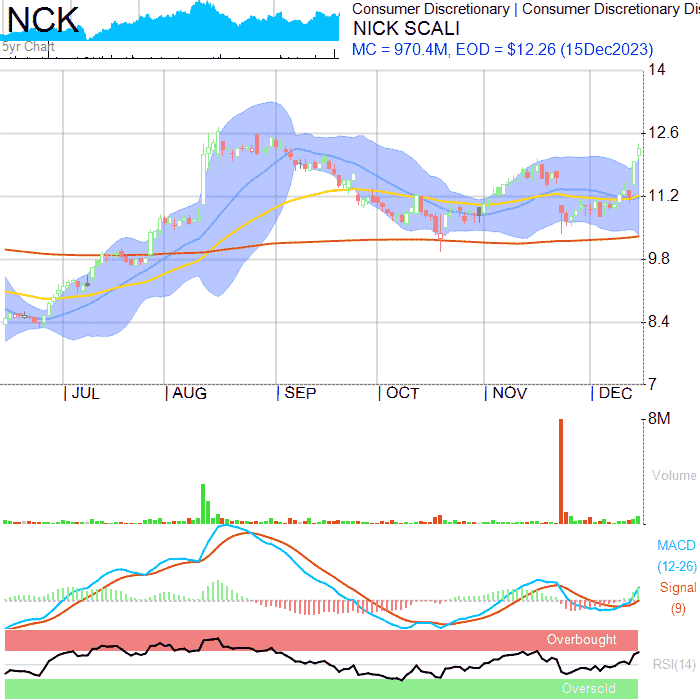 NCK
5yr Chart
Consumer Discretionary | Consumer Discretionary Dis
NICK SCALI
MC = 970.4M, EOD = $12.26 (15Dec2023)
14
12.6
11.2
9.8
8.4
7
| JUL | AUG | SEP | OCT | NOV | DEC
8M
Volume
MACD
(12-26)
Signal
(9)
Overbought
RSI(14)
Oversold